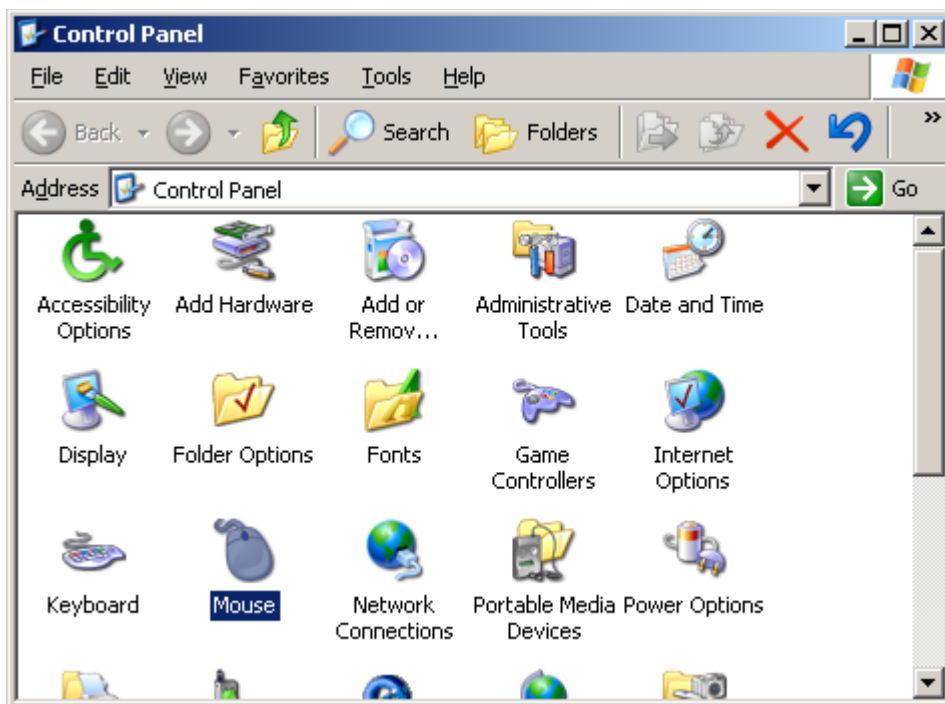 Control Panel
File Edit View Favorites Tools Help
Back Search Folders »
Address Control Panel Go
Accessibility Options
Add Hardware
Add or Remov...
Administrative Tools
Date and Time
Display
Folder Options
Fonts
Game Controllers
Internet Options
Keyboard
Mouse
Network Connections
Portable Media Devices
Power Options